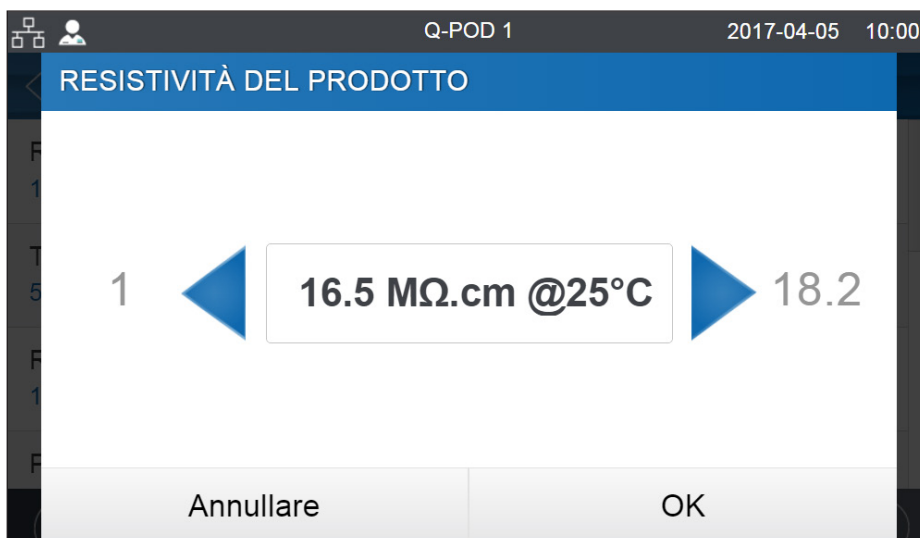 Q-POD 1 2017-04-05 10:00
RESISTIVITÀ DEL PRODOTTO
1 16.5 MΩ.cm @25°C 18.2
Annullare OK